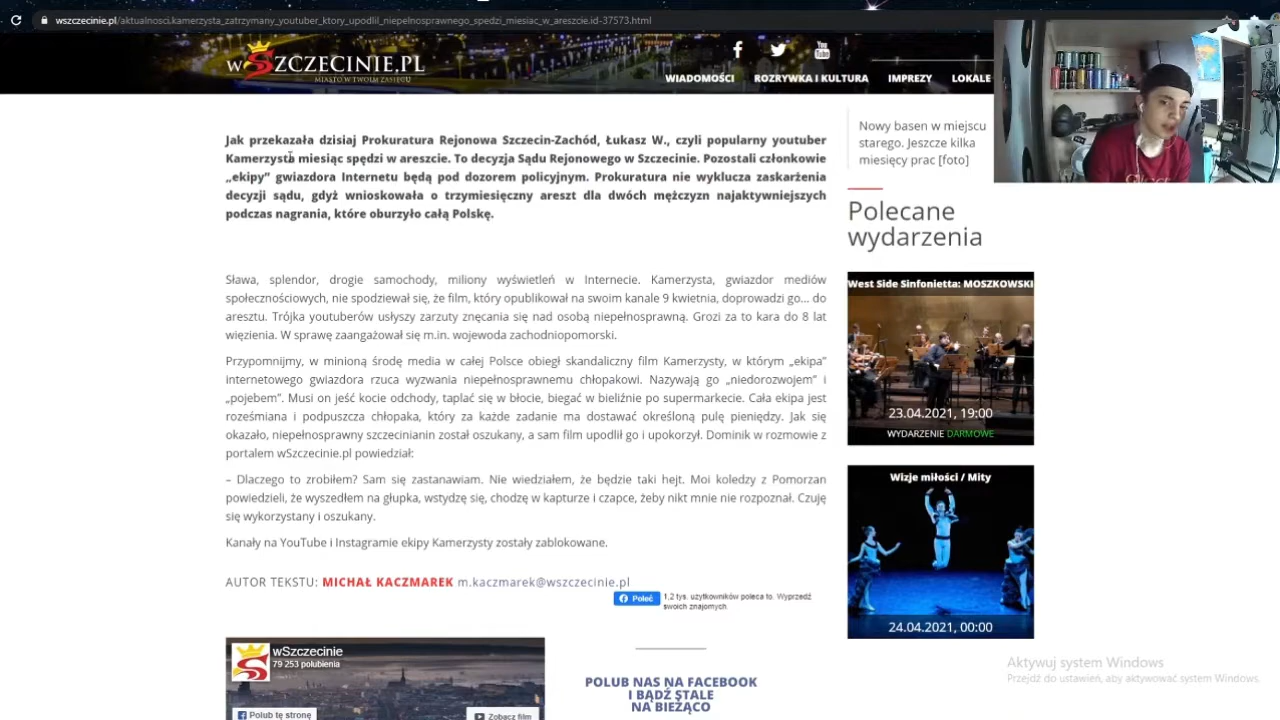 wszczecinie.pl/aktualnosci,kamerzysta_zatrzymany_youtuber_ktory_upodlil_niepelnosprawnego_spedzi_miesiac_w_areszcie.id-37573.html
wSZCZECINIE.PL
MIASTO W TWOIM ZASIĘGU
You
Tube
WIADOMOŚCI ROZRYWKA I KULTURA IMPREZY LOKALE
Jak przekazała dzisiaj Prokuratura Rejonowa Szczecin-Zachód, Łukasz W., czyli popularny youtuber
Kamerzysta miesiąc spędzi w areszcie. To decyzja Sądu Rejonowego w Szczecinie. Pozostali członkowie
„ekipy” gwiazdora Internetu będą pod dozorem policyjnym. Prokuratura nie wyklucza zaskarżenia
decyzji sądu, gdyż wnioskowała o trzymiesięczny areszt dla dwóch mężczyzn najaktywniejszych
podczas nagrania, które oburzyło całą Polskę.
Sława, splendor, drogie samochody, miliony wyświetleń w Internecie. Kamerzysta, gwiazdor mediów
społecznościowych, nie spodziewał się, że film, który opublikował na swoim kanale 9 kwietnia, doprowadzi go... do
aresztu. Trójka youtuberów usłyszy zarzuty znęcania się nad osobą niepełnosprawną. Grozi za to kara do 8 lat
więzienia. W sprawę zaangażował się m.in. wojewoda zachodniopomorski.
Przypomnijmy, w minioną środę media w całej Polsce obiegł skandaliczny film Kamerzysty, w którym „ekipa”
internetowego gwiazdora rzuca wyzwania niepełnosprawnemu chłopakowi. Nazywają go „niedorozwojem” i
„pojebem”. Musi on jeść kocie odchody, taplać się w błocie, biegać w bieliźnie po supermarkecie. Cała ekipa jest
roześmiana i podpuszcza chłopaka, który za każde zadanie ma dostawać określoną pulę pieniędzy. Jak się
okazało, niepełnosprawny szczecinianin został oszukany, a sam film upodlił go i upokorzył. Dominik w rozmowie z
portalem wSzczecinie.pl powiedział:
– Dlaczego to zrobiłem? Sam się zastanawiam. Nie wiedziałem, że będzie taki hejt. Moi koledzy z Pomorzan
powiedzieli, że wyszedłem na głupka, wstydzę się, chodzę w kapturze i czapce, żeby nikt mnie nie rozpoznał. Czuję
się wykorzystany i oszukany.
Kanały na YouTube i Instagramie ekipy Kamerzysty zostały zablokowane.
AUTOR TEKSTU: MICHAŁ KACZMAREK m.kaczmarek@wszczecinie.pl
Poleć
1,2 tys. użytkowników poleca to. Wyprzedź
swoich znajomych.
wSzczecinie
79 253 polubienia
Polub tę stronę
Zobacz film
POLUB NAS NA FACEBOOK
I BĄDŹ STALE
NA BIEŻĄCO
Nowy basen w miejscu
starego. Jeszcze kilka
miesięcy prac [foto]
Polecane
wydarzenia
West Side Sinfonietta: MOSZKOWSKI
23.04.2021, 19:00
WYDARZENIE DARMOWE
Wizje miłości / Mity
24.04.2021, 00:00
Aktywuj system Windows
Przejdź do ustawień, aby aktywować system Windows.